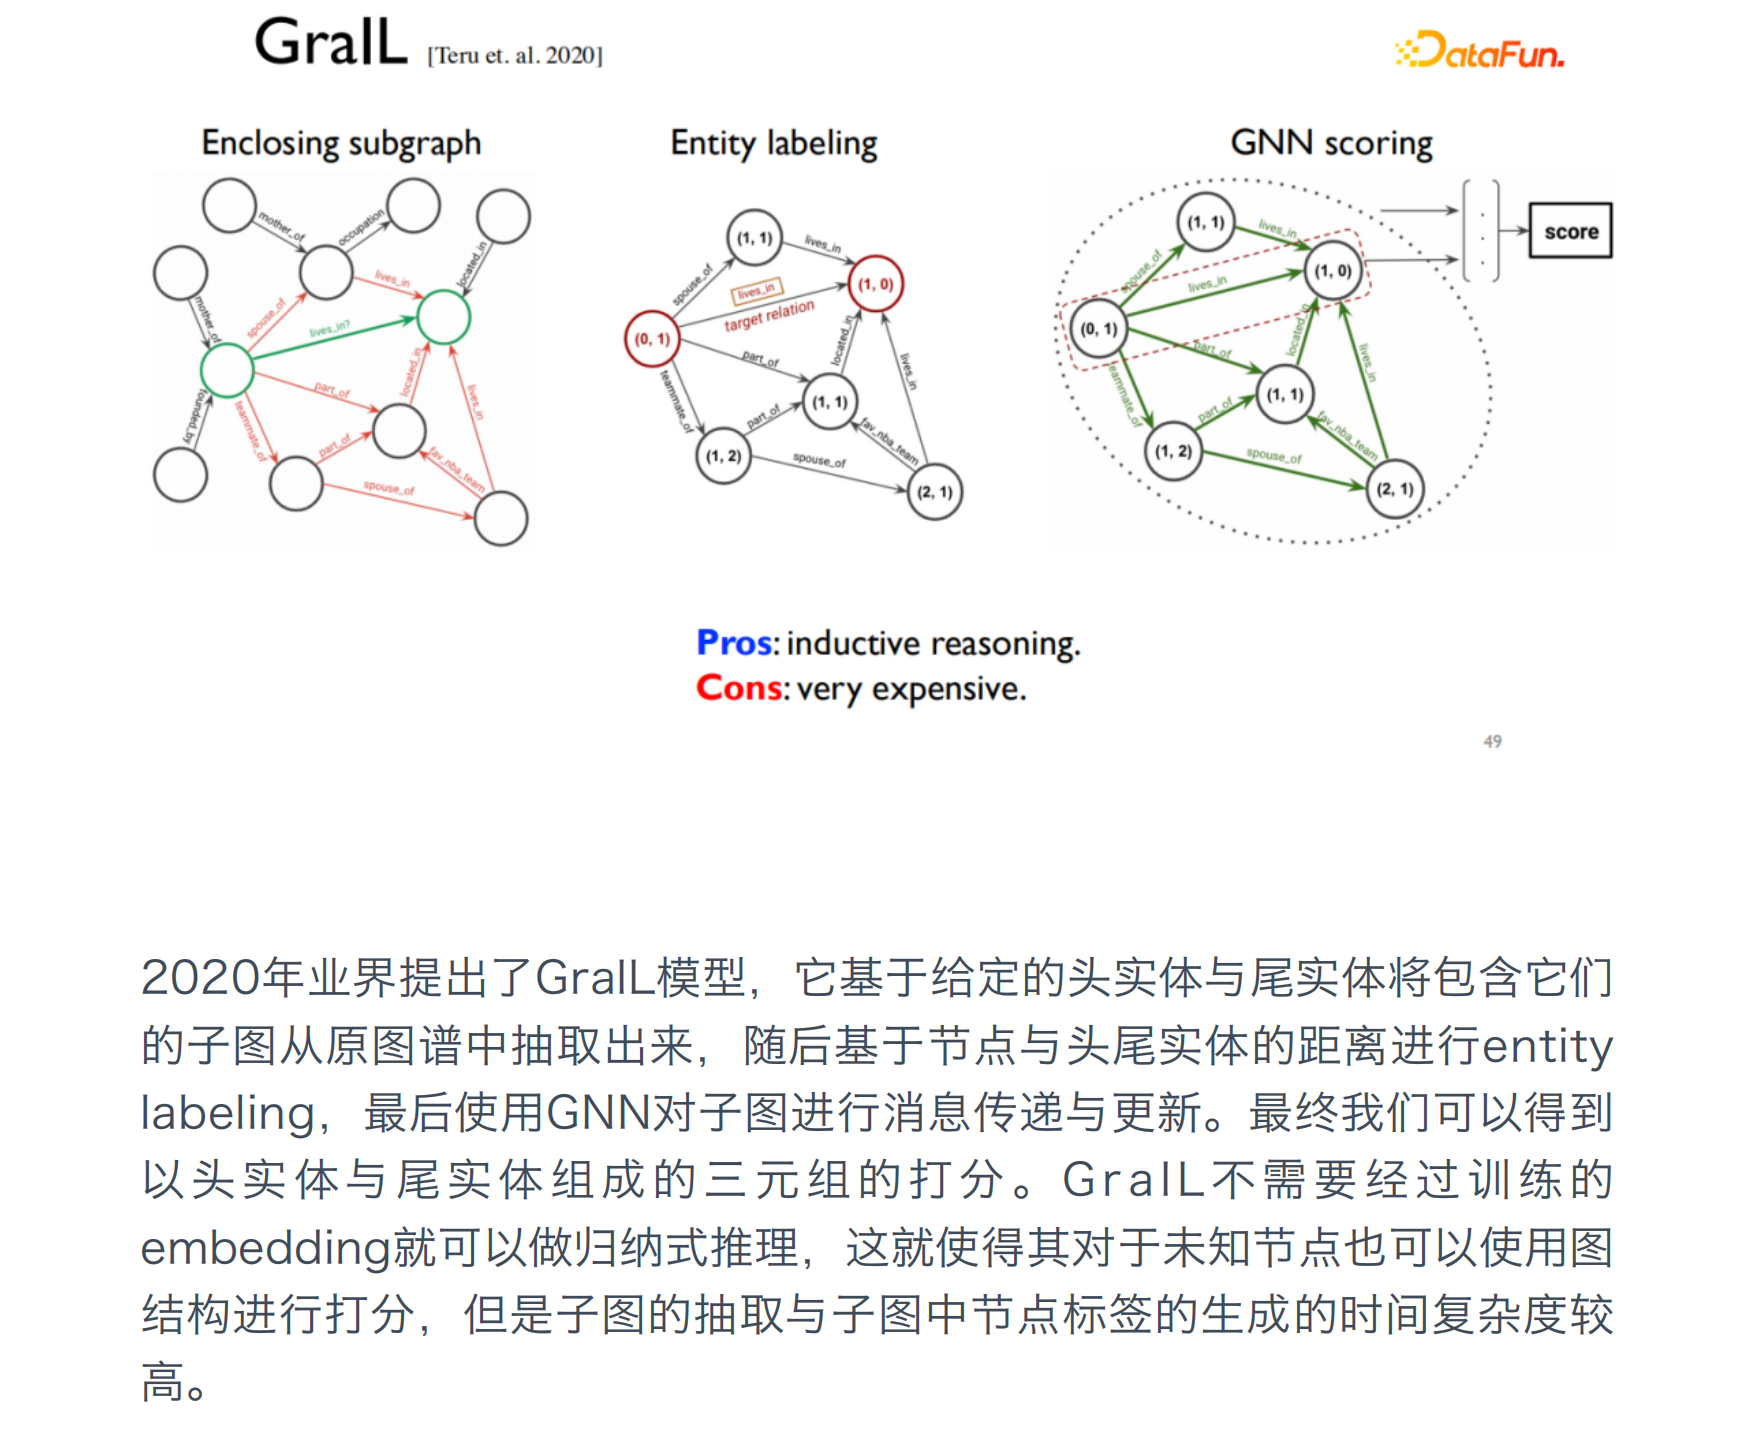 GraIL [Teru et. al. 2020]
DataFun.
Enclosing subgraph
Entity labeling
GNN scoring
mother_of
occupation
located_in
mother_of
lives_in
spouse_of
lives_in?
part_of
located_in
lives_in
founded_by
teammate_of
part_of
fav_nba_team
spouse_of
(1, 1)
lives_in
spouse_of
lives_in
(1, 0)
target relation
(0, 1)
part_of
located_in
lives_in
teammate_of
(1, 1)
part_of
fav_nba_team
(1, 2)
spouse_of
(2, 1)
(1, 1)
lives_in
spouse_of
(1, 0)
lives_in
(0, 1)
part_of
located_in
lives_in
teammate_of
(1, 1)
part_of
fav_nba_team
(1, 2)
spouse_of
(2, 1)
score
Pros: inductive reasoning.
Cons: very expensive.
49
2020年业界提出了GraIL模型，它基于给定的头实体与尾实体将包含它们
的子图从原图谱中抽取出来，随后基于节点与头尾实体的距离进行entity
labeling，最后使用GNN对子图进行消息传递与更新。最终我们可以得到
以头实体与尾实体组成的三元组的打分。GraIL不需要经过训练的
embedding就可以做归纳式推理，这就使得其对于未知节点也可以使用图
结构进行打分，但是子图的抽取与子图中节点标签的生成的时间复杂度较
高。